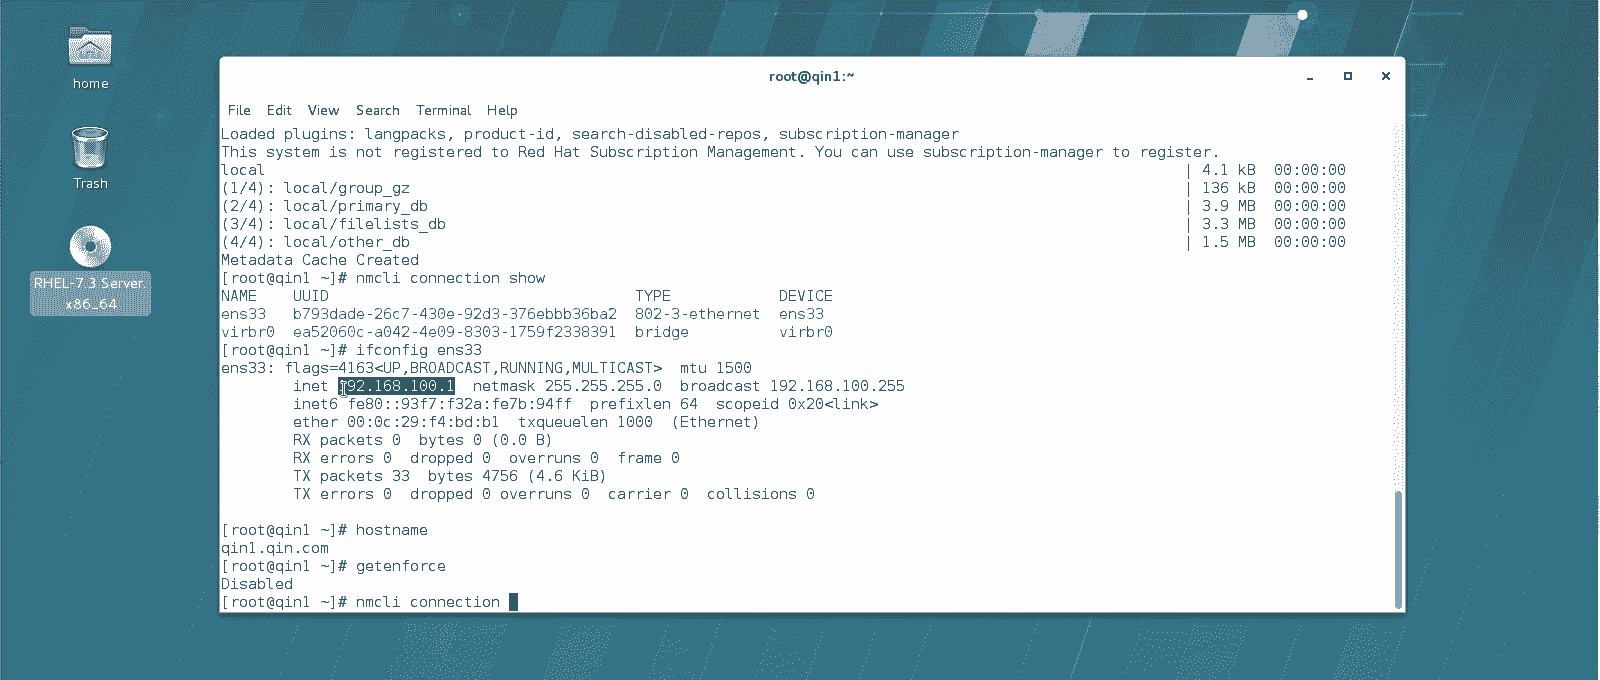 home
Trash
RHEL-7.3 Server.
x86_64
root@qin1:~
File Edit View Search Terminal Help
Loaded plugins: langpacks, product-id, search-disabled-repos, subscription-manager
This system is not registered to Red Hat Subscription Management. You can use subscription-manager to register.
local | 4.1 kB 00:00:00
(1/4): local/group_gz | 136 kB 00:00:00
(2/4): local/primary_db | 3.9 MB 00:00:00
(3/4): local/filelists_db | 3.3 MB 00:00:00
(4/4): local/other_db | 1.5 MB 00:00:00
Metadata Cache Created
[root@qin1 ~]# nmcli connection show
NAME UUID TYPE DEVICE
ens33 b793dade-26c7-430e-92d3-376ebbb36ba2 802-3-ethernet ens33
virbr0 ea52060c-a042-4e09-8303-1759f2338391 bridge virbr0
[root@qin1 ~]# ifconfig ens33
ens33: flags=4163<UP,BROADCAST,RUNNING,MULTICAST> mtu 1500
inet 192.168.100.1 netmask 255.255.255.0 broadcast 192.168.100.255
inet6 fe80::93f7:f32a:fe7b:94ff prefixlen 64 scopeid 0x20<link>
ether 00:0c:29:f4:bd:b1 txqueuelen 1000 (Ethernet)
RX packets 0 bytes 0 (0.0 B)
RX errors 0 dropped 0 overruns 0 frame 0
TX packets 33 bytes 4756 (4.6 KiB)
TX errors 0 dropped 0 overruns 0 carrier 0 collisions 0
[root@qin1 ~]# hostname
qin1.qin.com
[root@qin1 ~]# getenforce
Disabled
[root@qin1 ~]# nmcli connection